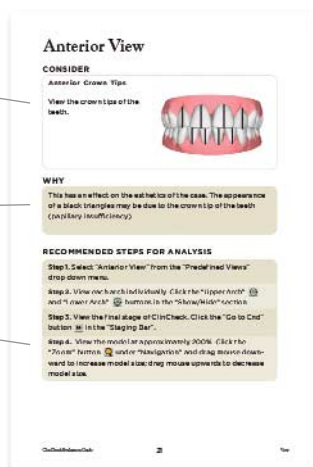 Anterior View
CONSIDER
Anterior Crown Tips
View the crown tips of the
teeth.
WHY
This has an effect on the esthetics of the case. The appearance
of a black triangles may be due to the crown tip of the teeth
(papillary insufficiency)
RECOMMENDED STEPS FOR ANALYSIS
Step 1. Select "Anterior View" from the "Predefined Views"
drop down menu.
Step 2. View each arch individually. Click the "Upper Arch"
and "Lower Arch" buttons in the "Show/Hide" section
Step 3. View the final stage of ClinCheck. Click the "Go to End"
button in the "Staging Bar".
Step 4. View the model at approximately 200%. Click the
"Zoom" button under "Navigation" and drag mouse down-
ward to increase model size; drag mouse upwards to decrease
model size.
21